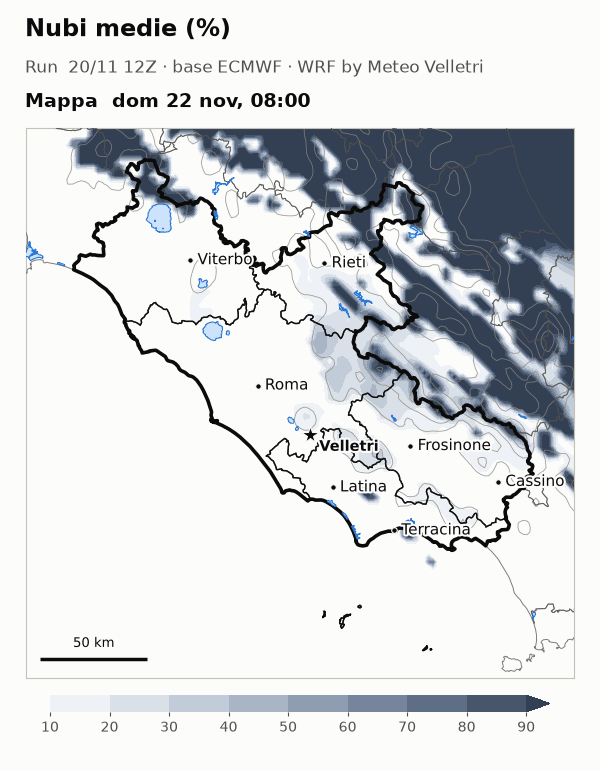 Nubi medie (%)
Run 20/11 12Z · base ECMWF · WRF by Meteo Velletri
Mappa dom 22 nov, 08:00
Viterbo
Rieti
Roma
Velletri
Frosinone
Cassino
Latina
Terracina
50 km
10 20 30 40 50 60 70 80 90